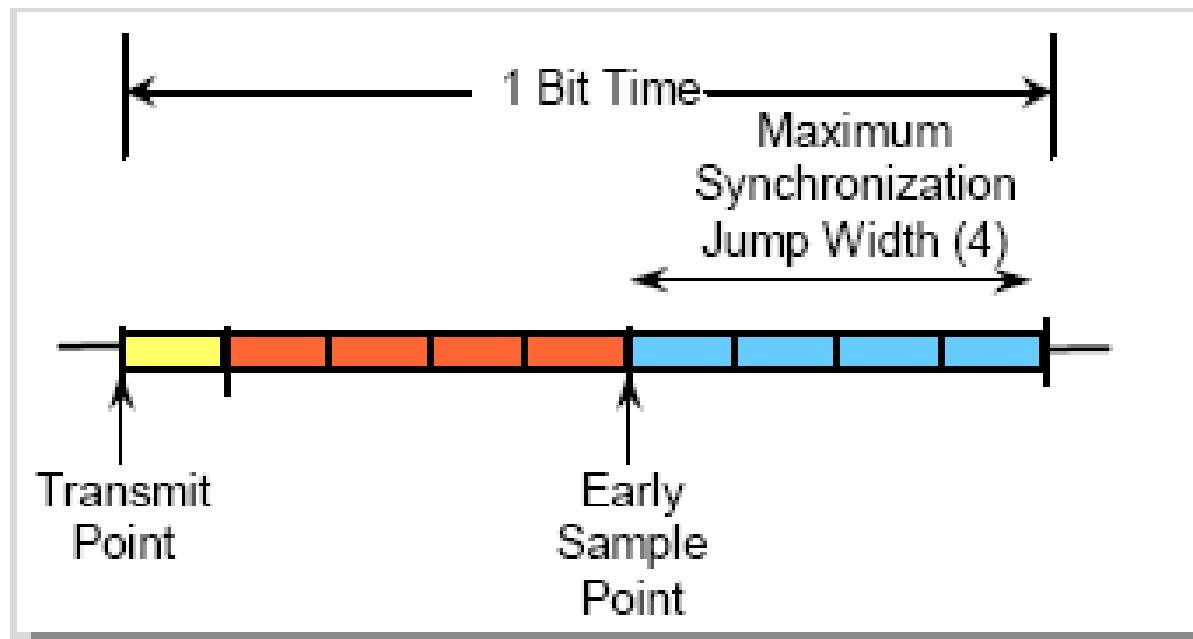 1 Bit Time
Maximum
Synchronization
Jump Width (4)
Transmit
Point
Early
Sample
Point